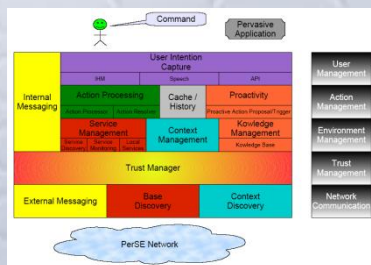 Command
Pervasive
Application
User Intention
Capture
IHM
Speech
API
Internal
Messaging
Action Processing
Action Processor
Action Resolver
Cache /
History
Proactivity
Proactive Action Proposal/Trigger
Service
Management
Service
Discovery
Service
Monitoring
Local
Services
Context
Management
Kowledge
Management
Kowledge Base
Trust Manager
External Messaging
Base
Discovery
Context
Discovery
PerSE Network
User
Management
Action
Management
Environment
Management
Trust
Management
Network
Communication